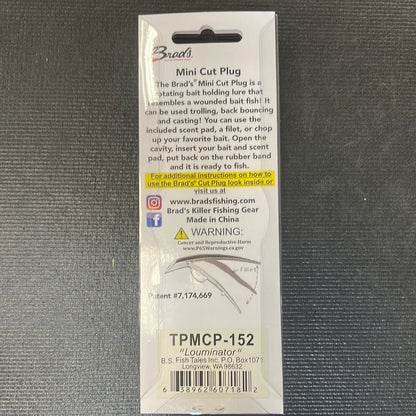 Brad's
Mini Cut Plug
The Brad's® Mini Cut Plug is a
rotating bait holding lure that
resembles a wounded bait fish! It
can be used trolling, back bouncing
and casting! You can use the
included scent pad, a filet, or chop
up your favorite bait. Open the
cavity, insert your bait and scent
pad, put back on the rubber band
and it is ready to fish.
For additional instructions on how to
use the Brad's® Cut Plug look inside or
visit us at
www.bradsfishing.com
Brad's Killer Fishing Gear
Made in China
WARNING:
Cancer and Reproductive Harm
www.P65Warnings.ca.gov
Patent #7,174,669
TPMCP-152
"Louminator"
B.S. Fish Tales Inc. P.O. Box1071
Longview, WA 98632
6 38962 60718 2